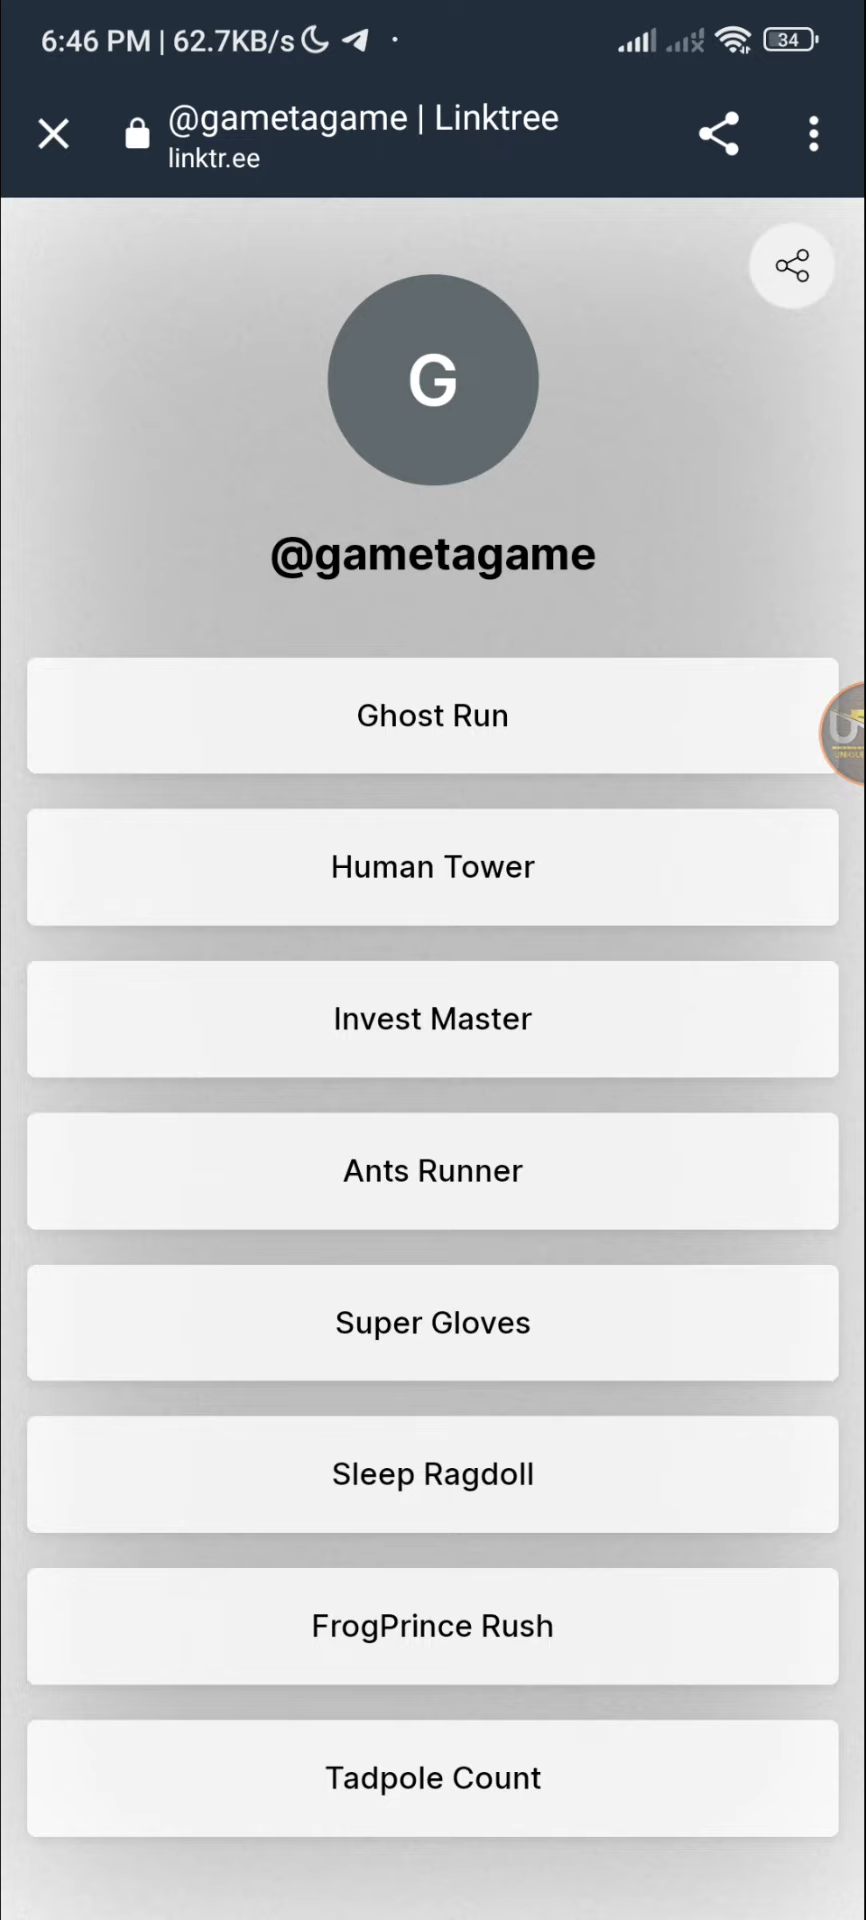 6:46 PM | 62.7KB/s
34
@gametagame | Linktree
linktr.ee
G
@gametagame
Ghost Run
Human Tower
Invest Master
Ants Runner
Super Gloves
Sleep Ragdoll
FrogPrince Rush
Tadpole Count